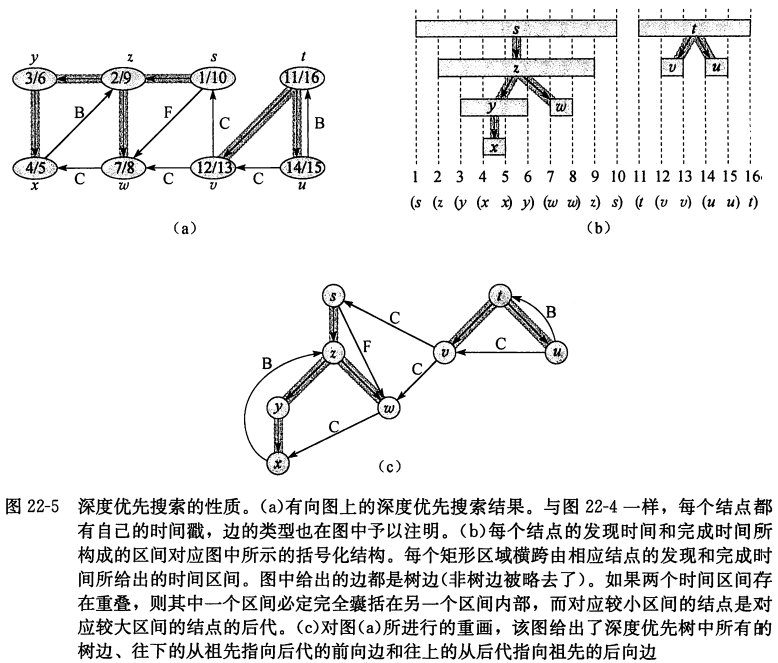 y z s t
3/6 2/9 1/10 11/16
B F C B
4/5 C 7/8 C 12/13 C 14/15
x w v u
(a)
s t
z v u
y w
x
1 2 3 4 5 6 7 8 9 10 11 12 13 14 15 16
(s (z (y (x x) y) (w w) z) s) (t (v v) (u u) t)
(b)
s t
C B
B z F v C u
C
y w
C
x
(c)
图 22-5 深度优先搜索的性质。(a)有向图上的深度优先搜索结果。与图 22-4 一样，每个结点都
有自己的时间戳，边的类型也在图中予以注明。(b)每个结点的发现时间和完成时间所
构成的区间对应图中所示的括号化结构。每个矩形区域横跨由相应结点的发现和完成时
间所给出的时间区间。图中给出的边都是树边(非树边被略去了)。如果两个时间区间存
在重叠，则其中一个区间必定完全囊括在另一个区间内部，而对应较小区间的结点是对
应较大区间的结点的后代。(c)对图(a)所进行的重画，该图给出了深度优先树中所有的
树边、往下的从祖先指向后代的前向边和往上的从后代指向祖先的后向边